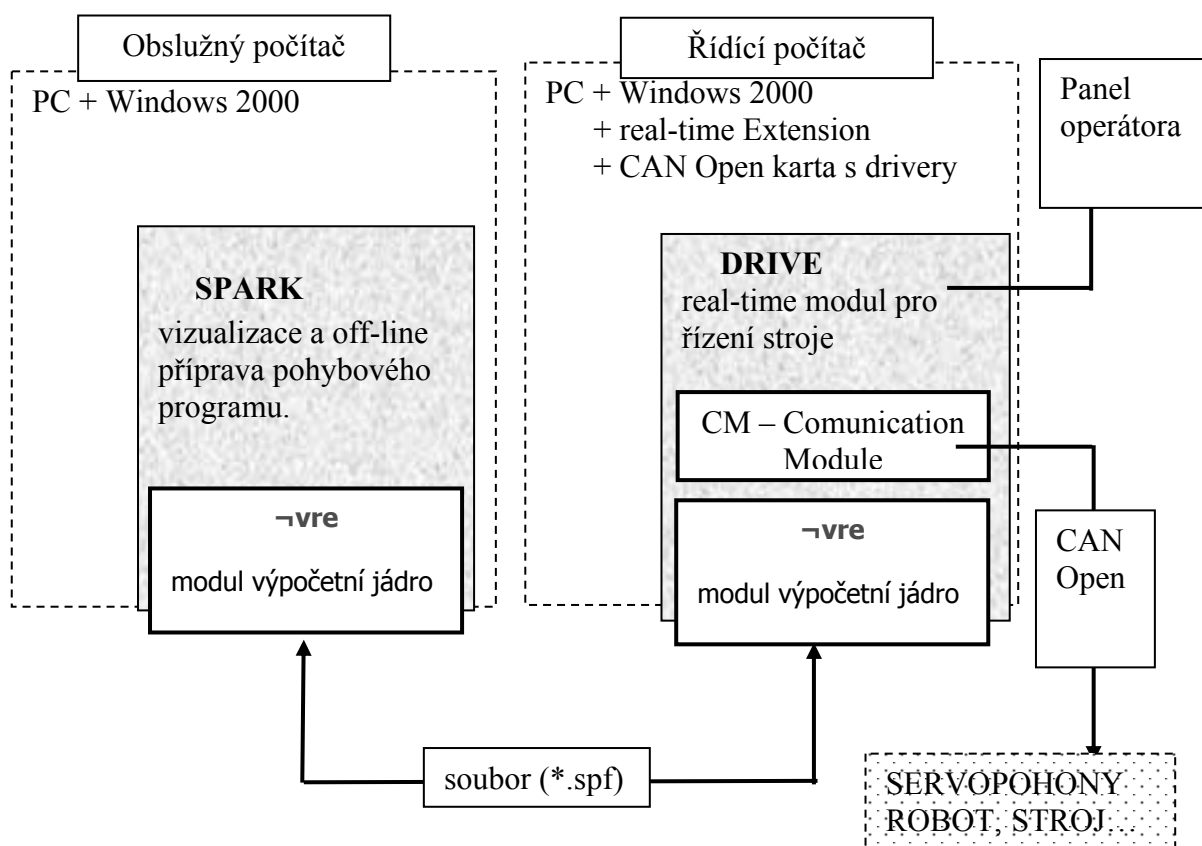 Obslužný počítač
PC + Windows 2000
SPARK
vizualizace a off-line
příprava pohybového
programu.
¬vre
modul výpočetní jádro
Řídící počítač
PC + Windows 2000
+ real-time Extension
+ CAN Open karta s drivery
DRIVE
real-time modul pro
řízení stroje
CM – Comunication
Module
¬vre
modul výpočetní jádro
Panel
operátora
CAN
Open
soubor (*.spf)
SERVOPOHONY
ROBOT, STROJ…